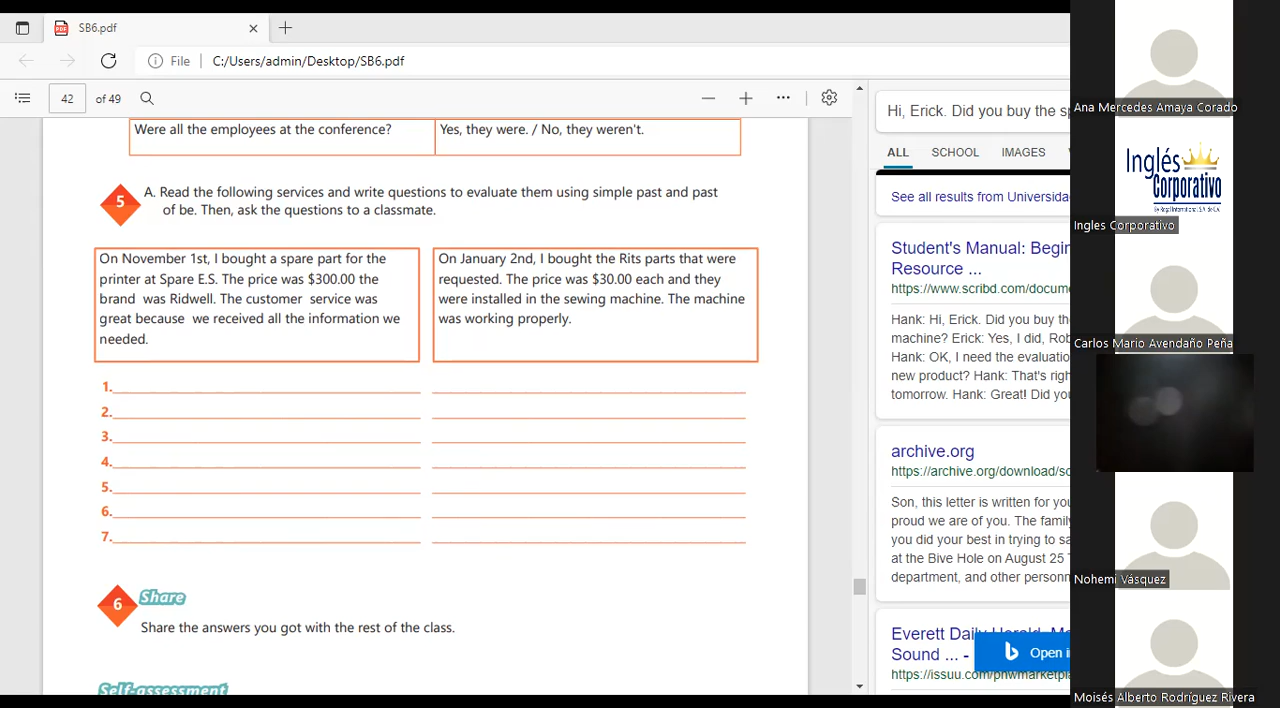 SB6.pdf
File
C:/Users/admin/Desktop/SB6.pdf
42
of 49
Were all the employees at the conference?
Yes, they were. / No, they weren't.
5
A. Read the following services and write questions to evaluate them using simple past and past
of be. Then, ask the questions to a classmate.
On November 1st, I bought a spare part for the
printer at Spare E.S. The price was $300.00 the
brand was Ridwell. The customer service was
great because we received all the information we
needed.
On January 2nd, I bought the Rits parts that were
requested. The price was $30.00 each and they
were installed in the sewing machine. The machine
was working properly.
1.
2.
3.
4.
5.
6.
7.
6
Share
Share the answers you got with the rest of the class.
Self-assessment
Hi, Erick. Did you buy the sp
ALL
SCHOOL
IMAGES
See all results from Universida
Student's Manual: Begin
Resource ...
https://www.scribd.com/docume
Hank: Hi, Erick. Did you buy the
machine? Erick: Yes, I did, Rob
Hank: OK, I need the evaluatio
new product? Hank: That's righ
tomorrow. Hank: Great! Did you
archive.org
https://archive.org/download/sc
Son, this letter is written for you
proud we are of you. The family
you did your best in trying to sa
at the Bive Hole on August 25
department, and other personn
Everett Daily Herald, Ma
Sound ... -
https://issuu.com/pnwmarketpla
Open i
Ana Mercedes Amaya Corado
Inglés
Corporativo
Ingles Corporativo
Carlos Mario Avendaño Peña
Nohemi Vásquez
Moisés Alberto Rodríguez Rivera